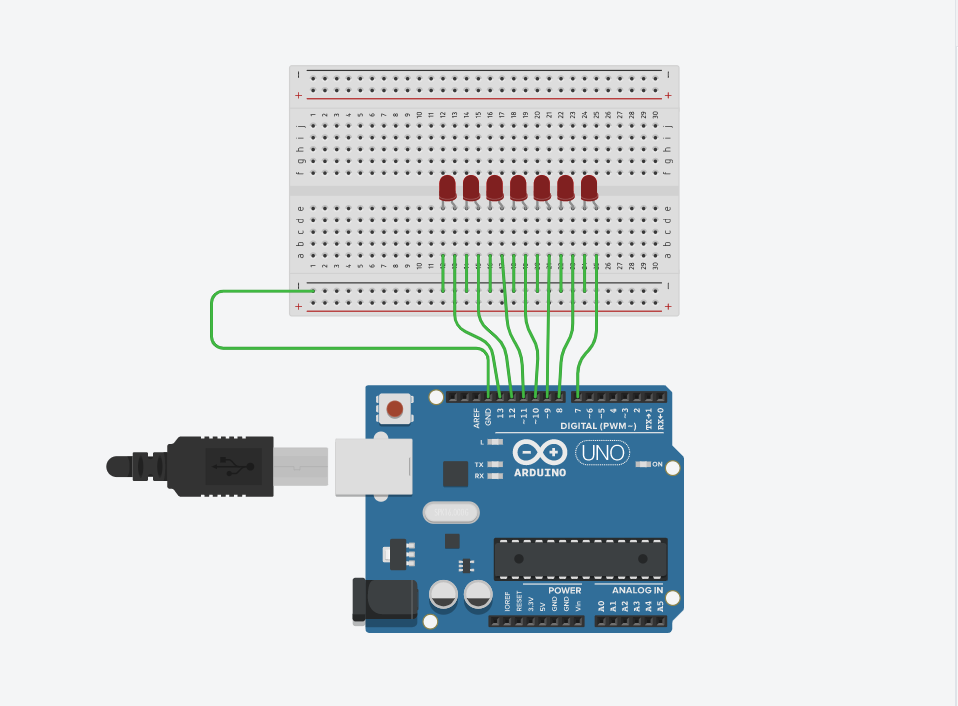 − −
+ +
1 2 3 4 5 6 7 8 9 10 11 12 13 14 15 16 17 18 19 20 21 22 23 24 25 26 27 28 29 30
j j
i i
h h
g g
f f
e e
d d
c c
b b
a a
1 2 3 4 5 6 7 8 9 10 11 12 13 14 15 16 17 18 19 20 21 22 23 24 25 26 27 28 29 30
− −
+ +
AREF GND 13 12 ~11 ~10 ~9 8 7 ~6 ~5 4 ~3 2 TX→1 RX←0
DIGITAL (PWM~)
L
TX
RX
UNO
ARDUINO
ON
POWER ANALOG IN
IOREF RESET 3.3V 5V GND GND Vin A0 A1 A2 A3 A4 A5